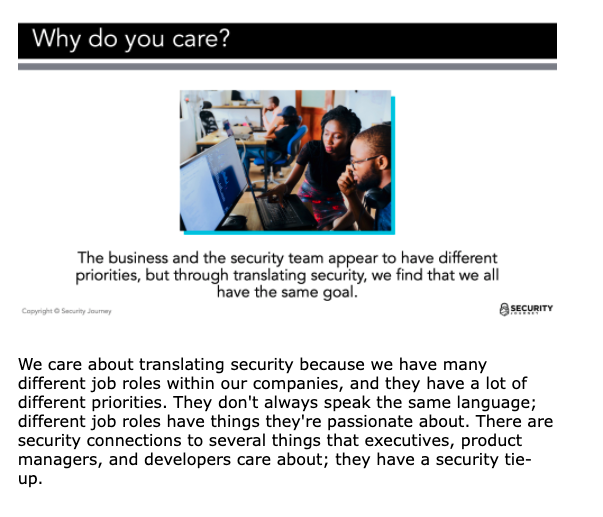 Why do you care?
The business and the security team appear to have different
priorities, but through translating security, we find that we all
have the same goal.
Copyright © Security Journey
SECURITY
JOURNEY
We care about translating security because we have many
different job roles within our companies, and they have a lot of
different priorities. They don't always speak the same language;
different job roles have things they're passionate about. There are
security connections to several things that executives, product
managers, and developers care about; they have a security tie-
up.